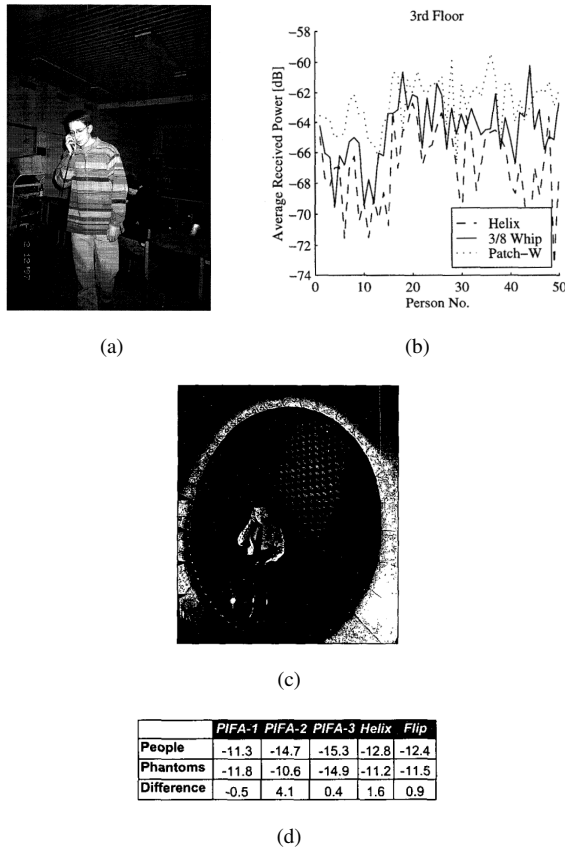 (a)
3rd Floor
Average Received Power [dB]
-58
-60
-62
-64
-66
-68
-70
-72
-74
0
10
20
30
40
50
Person No.
Helix
3/8 Whip
Patch-W
(b)
(c)
PIFA-1 PIFA-2 PIFA-3 Helix Flip
People -11.3 -14.7 -15.3 -12.8 -12.4
Phantoms -11.8 -10.6 -14.9 -11.2 -11.5
Difference -0.5 4.1 0.4 1.6 0.9
(d)